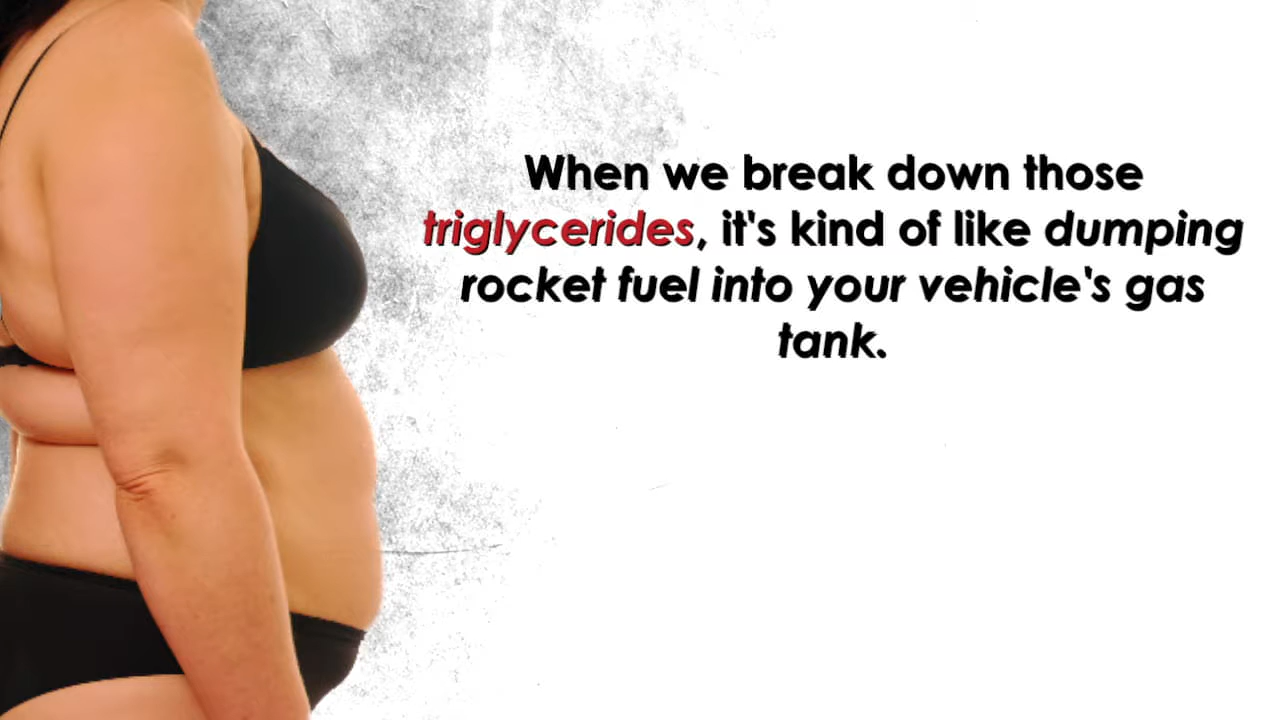 When we break down those
triglycerides, it's kind of like dumping
rocket fuel into your vehicle's gas
tank.